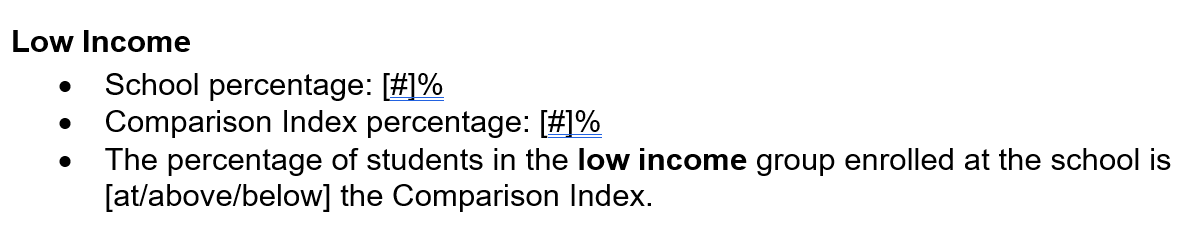 Low Income
• School percentage: [#]%
• Comparison Index percentage: [#]%
• The percentage of students in the low income group enrolled at the school is
[at/above/below] the Comparison Index.